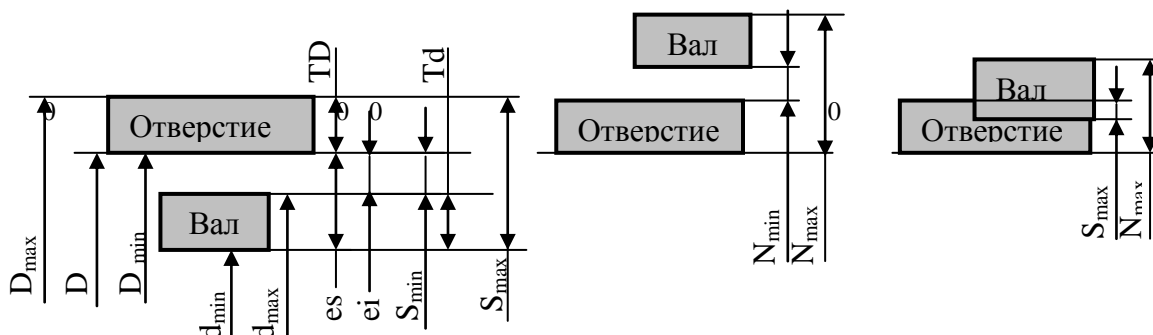 TD
Td
0
0
0
Отверстие
Вал
D_max
D
D_min
d_min
d_max
es
ei
S_min
S_max
Вал
Отверстие
0
N_min
N_max
Вал
Отверстие
S_max
N_max